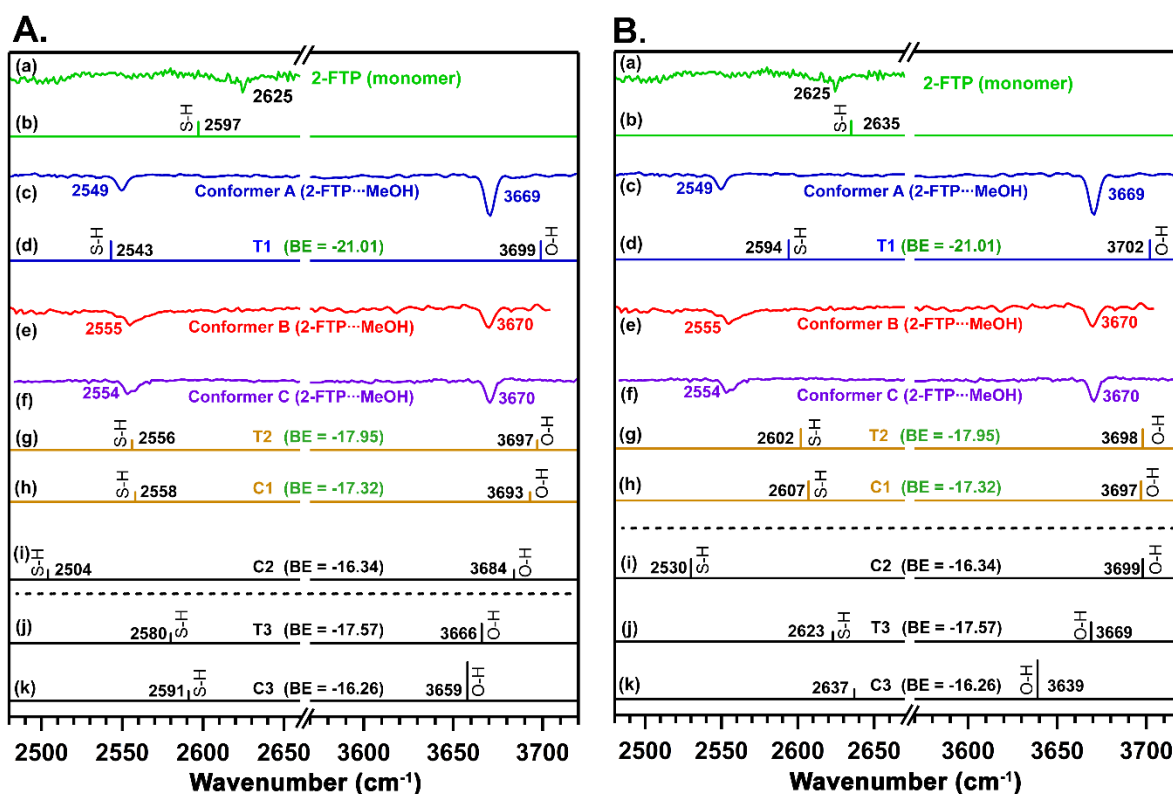 A.
(a) 2-FTP (monomer)
2625
(b) S-H 2597
(c) 2549 Conformer A (2-FTP···MeOH) 3669
(d) S-H 2543 T1 (BE = -21.01) 3699 O-H
(e) 2555 Conformer B (2-FTP···MeOH) 3670
(f) 2554 Conformer C (2-FTP···MeOH) 3670
(g) S-H 2556 T2 (BE = -17.95) 3697 O-H
(h) S-H 2558 C1 (BE = -17.32) 3693 O-H
(i) S-H 2504 C2 (BE = -16.34) 3684 O-H
(j) 2580 S-H T3 (BE = -17.57) 3666 O-H
(k) 2591 S-H C3 (BE = -16.26) 3659 O-H
2500 2550 2600 2650 3600 3650 3700
Wavenumber (cm-1)
B.
(a) 2-FTP (monomer)
2625
(b) S-H 2635
(c) 2549 Conformer A (2-FTP···MeOH) 3669
(d) 2594 S-H T1 (BE = -21.01) 3702 O-H
(e) 2555 Conformer B (2-FTP···MeOH) 3670
(f) 2554 Conformer C (2-FTP···MeOH) 3670
(g) 2602 S-H T2 (BE = -17.95) 3698 O-H
(h) 2607 S-H C1 (BE = -17.32) 3697 O-H
(i) 2530 S-H C2 (BE = -16.34) 3699 O-H
(j) 2623 S-H T3 (BE = -17.57) O-H 3669
(k) 2637 C3 (BE = -16.26) O-H 3639
2500 2550 2600 2650 3600 3650 3700
Wavenumber (cm-1)